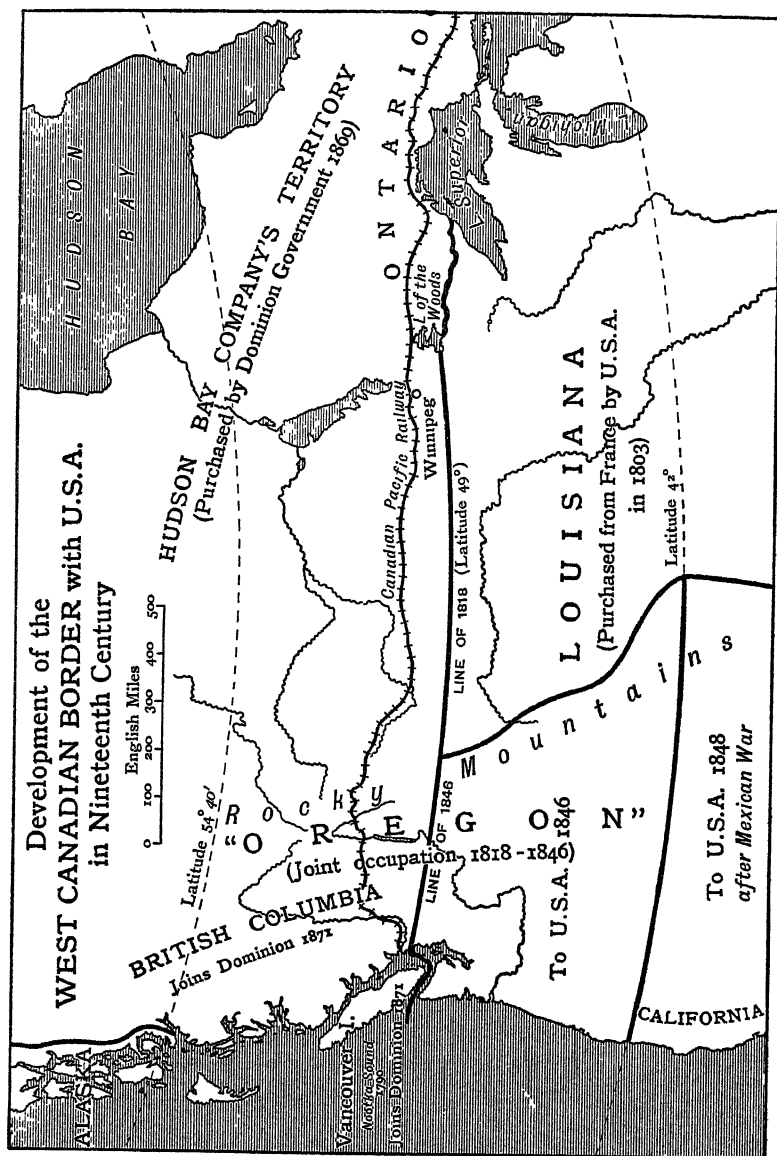 Development of the
WEST CANADIAN BORDER with U.S.A.
in Nineteenth Century
English Miles
0 100 200 300 400 500
HUDSON
BAY
HUDSON BAY COMPANY'S TERRITORY
(Purchased by Dominion Government 1869)
Latitude 54° 40'
ALASKA
BRITISH COLUMBIA
Joins Dominion 1871
Rocky Mountains
"OREGON"
(Joint occupation 1818-1846)
Canadian Pacific Railway
Winnipeg
L of the
Woods
ONTARIO
L. Superior
L. Michigan
Vancouver I.
Nootka Sound
1790
Joins Dominion 1871
LINE OF 1846
LINE OF 1818 (Latitude 49°)
To U.S.A. 1846
LOUISIANA
(Purchased from France by U.S.A.
in 1803)
Latitude 42°
CALIFORNIA
To U.S.A. 1848
after Mexican War